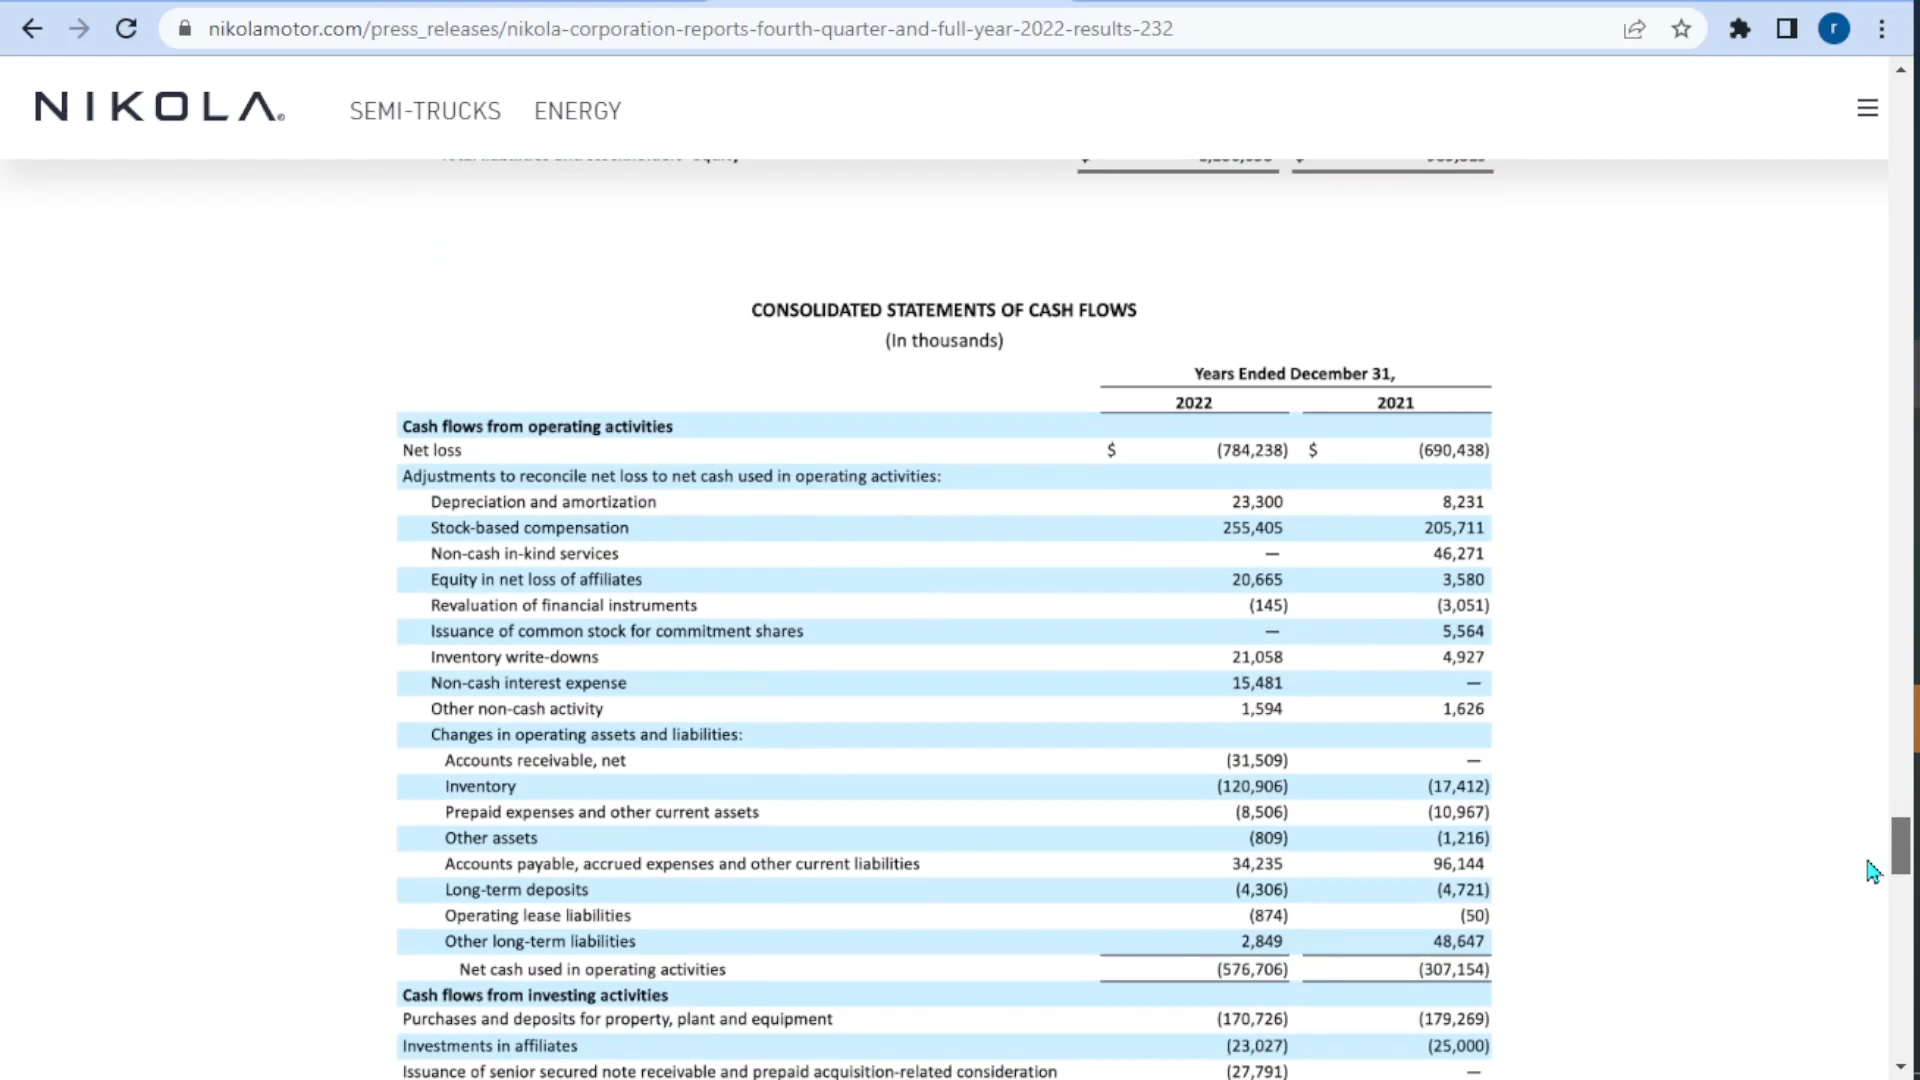 nikolamotor.com/press_releases/nikola-corporation-reports-fourth-quarter-and-full-year-2022-results-232
r
NIKOLA SEMI-TRUCKS ENERGY
CONSOLIDATED STATEMENTS OF CASH FLOWS
(In thousands)
Years Ended December 31,
2022 2021
Cash flows from operating activities
Net loss $ (784,238) $ (690,438)
Adjustments to reconcile net loss to net cash used in operating activities:
Depreciation and amortization 23,300 8,231
Stock-based compensation 255,405 205,711
Non-cash in-kind services — 46,271
Equity in net loss of affiliates 20,665 3,580
Revaluation of financial instruments (145) (3,051)
Issuance of common stock for commitment shares — 5,564
Inventory write-downs 21,058 4,927
Non-cash interest expense 15,481 —
Other non-cash activity 1,594 1,626
Changes in operating assets and liabilities:
Accounts receivable, net (31,509) —
Inventory (120,906) (17,412)
Prepaid expenses and other current assets (8,506) (10,967)
Other assets (809) (1,216)
Accounts payable, accrued expenses and other current liabilities 34,235 96,144
Long-term deposits (4,306) (4,721)
Operating lease liabilities (874) (50)
Other long-term liabilities 2,849 48,647
Net cash used in operating activities (576,706) (307,154)
Cash flows from investing activities
Purchases and deposits for property, plant and equipment (170,726) (179,269)
Investments in affiliates (23,027) (25,000)
Issuance of senior secured note receivable and prepaid acquisition-related consideration (27,791) —